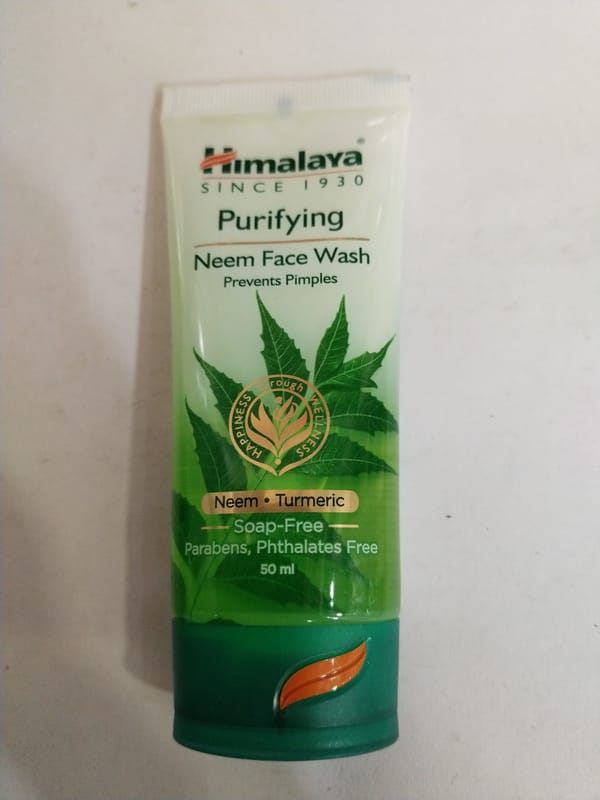 Himalaya®
SINCE 1930
Purifying
Neem Face Wash
Prevents Pimples
HAPPINESS through WELLNESS
Neem • Turmeric
Soap-Free
Parabens, Phthalates Free
50 ml